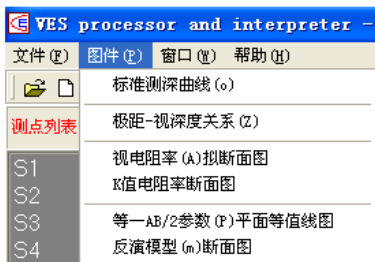 VES processor and interpreter -
文件(F) 图件(P) 窗口(W) 帮助(H)
标准测深曲线(o)
测点列表
极距-视深度关系(Z)
S1
视电阻率(A)拟断面图
S2
K值电阻率断面图
S3
等一AB/2参数(P)平面等值线图
S4
反演模型(m)断面图